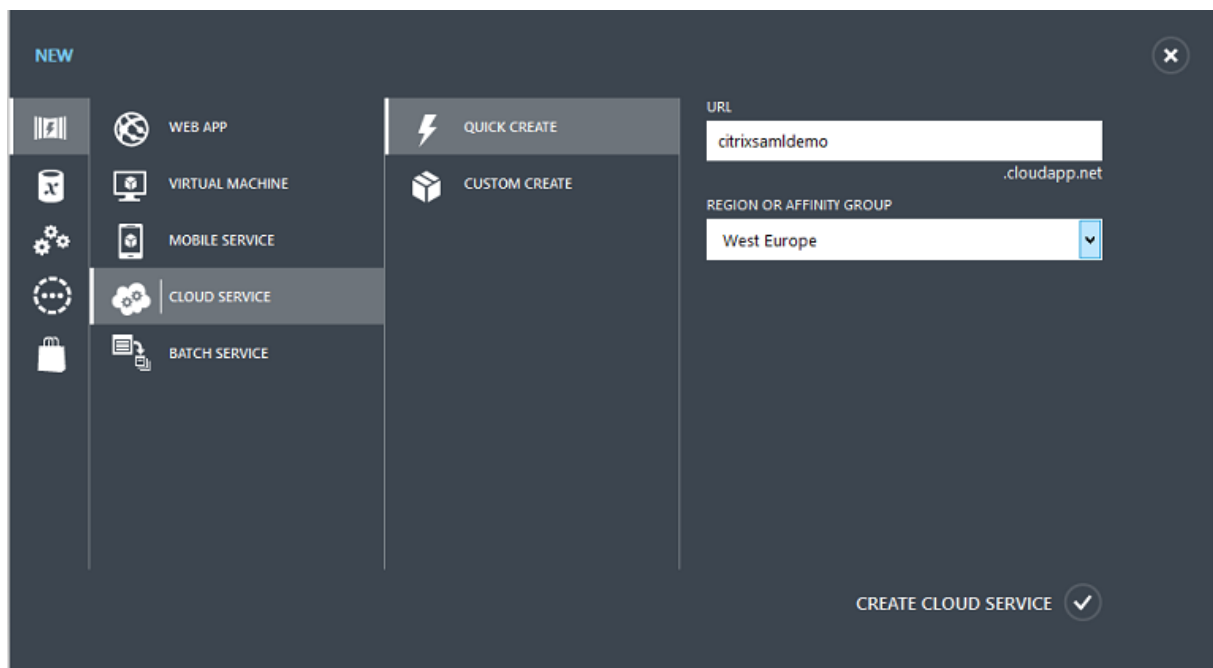 NEW
WEB APP
VIRTUAL MACHINE
MOBILE SERVICE
CLOUD SERVICE
BATCH SERVICE
QUICK CREATE
CUSTOM CREATE
URL
citrixsamldemo
.cloudapp.net
REGION OR AFFINITY GROUP
West Europe
CREATE CLOUD SERVICE